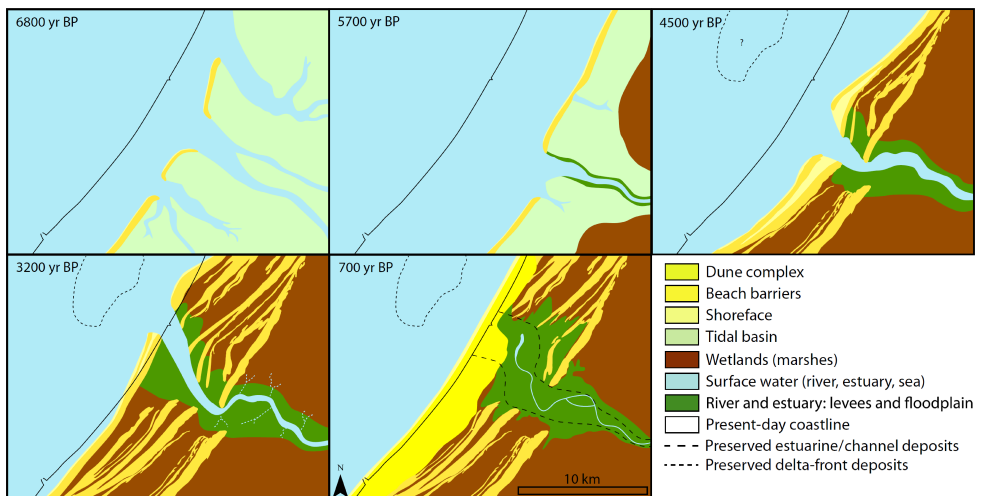 6800 yr BP
5700 yr BP
4500 yr BP
?
3200 yr BP
700 yr BP
N
10 km
Dune complex
Beach barriers
Shoreface
Tidal basin
Wetlands (marshes)
Surface water (river, estuary, sea)
River and estuary: levees and floodplain
Present-day coastline
Preserved estuarine/channel deposits
Preserved delta-front deposits